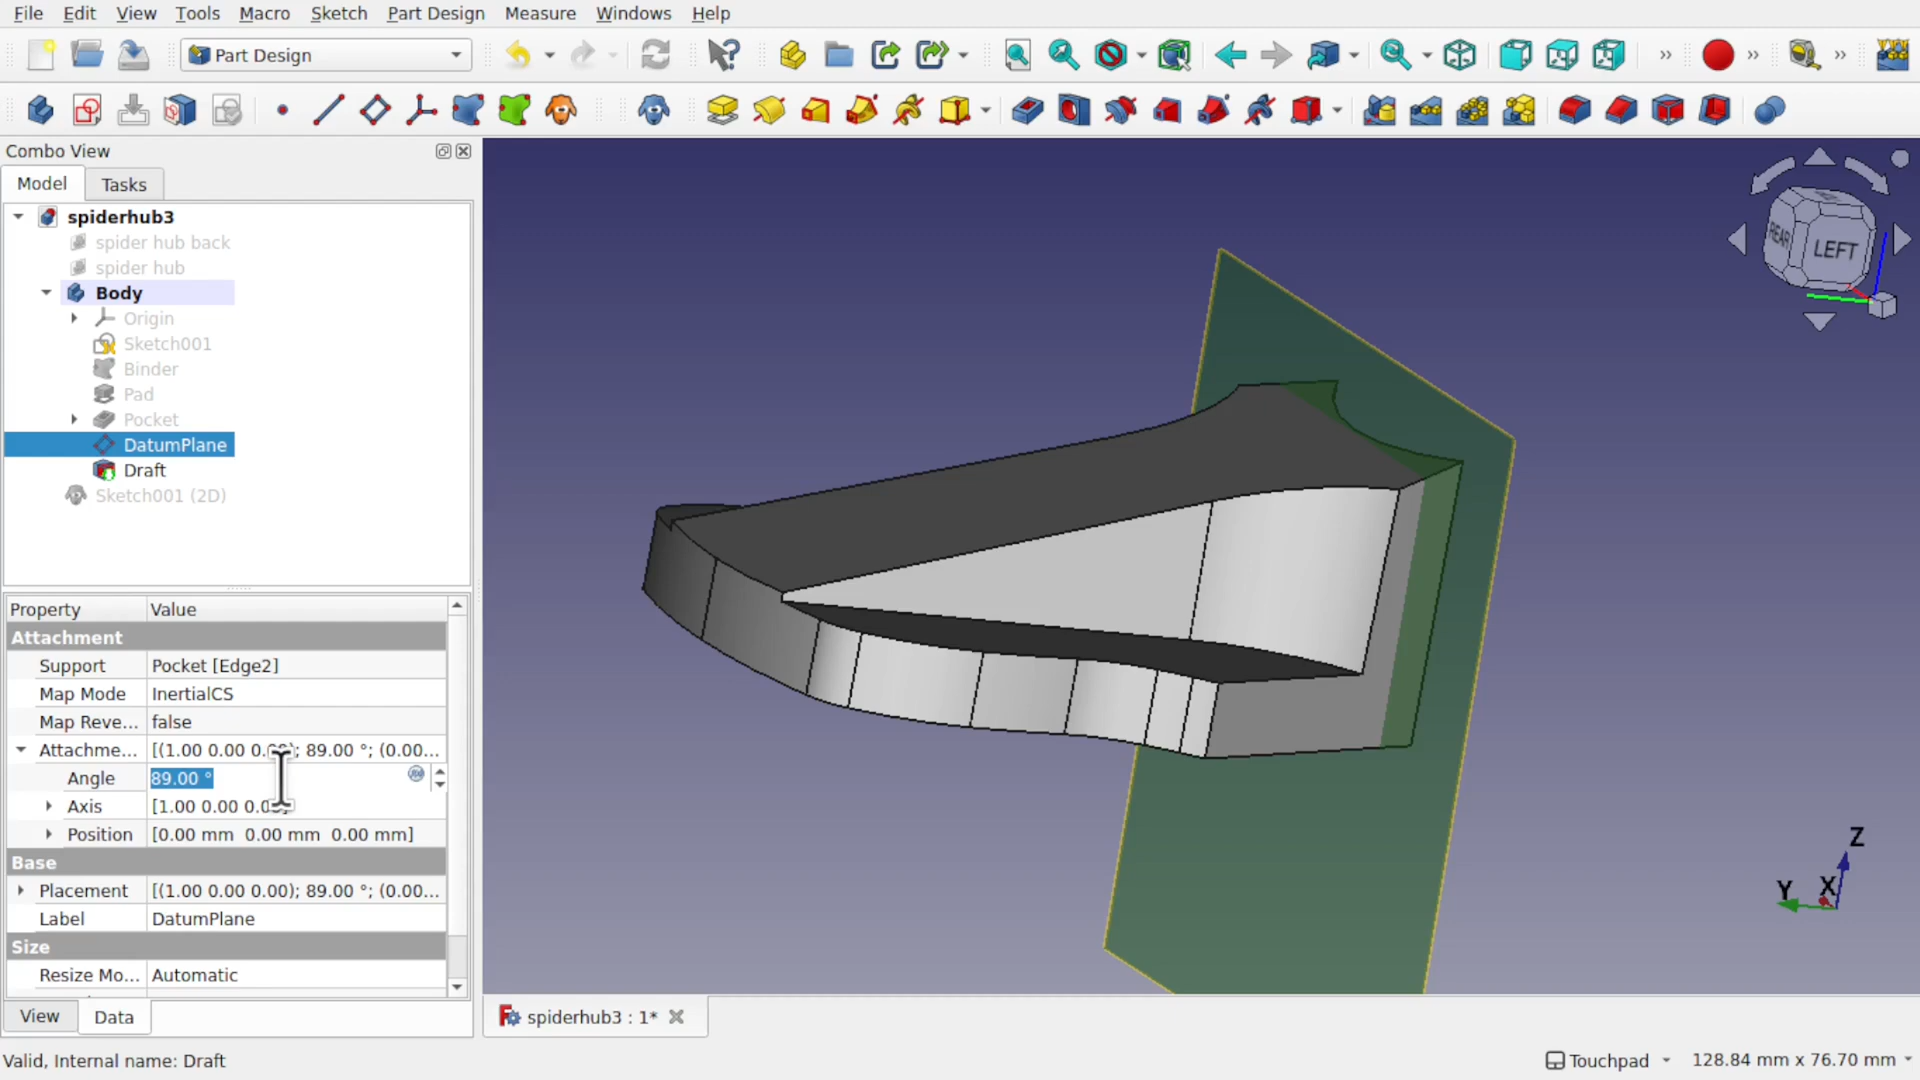 File Edit View Tools Macro Sketch Part Design Measure Windows Help
Part Design
Combo View
Model Tasks
spiderhub3
spider hub back
spider hub
Body
Origin
Sketch001
Binder
Pad
Pocket
DatumPlane
Draft
Sketch001 (2D)
Property Value
Attachment
Support Pocket [Edge2]
Map Mode InertialCS
Map Reve... false
Attachme... [(1.00 0.00 0.00); 89.00 °; (0.00...
Angle 89.00 °
Axis [1.00 0.00 0.00]
Position [0.00 mm 0.00 mm 0.00 mm]
Base
Placement [(1.00 0.00 0.00); 89.00 °; (0.00...
Label DatumPlane
Size
Resize Mo... Automatic
View Data
REAR LEFT
Z
Y X
spiderhub3 : 1*
Valid, Internal name: Draft
Touchpad 128.84 mm x 76.70 mm